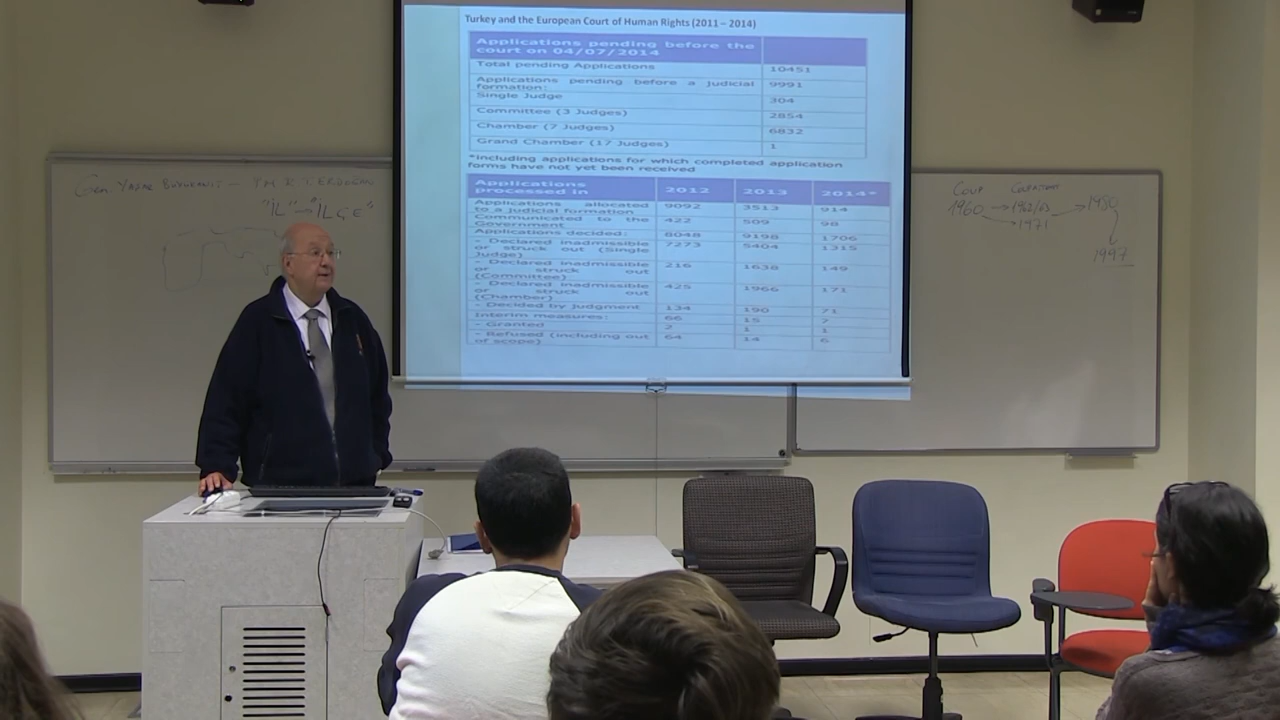 Turkey and the European Court of Human Rights (2011 – 2014)
Applications pending before the
court on 04/07/2014
Total pending Applications 10451
Applications pending before a judicial
formation: 9991
Single Judge 304
Committee (3 Judges) 2854
Chamber (7 Judges) 6832
Grand Chamber (17 Judges) 1
*including applications for which completed application
forms have not yet been received
Applications
processed in 2012 2013 2014*
Applications allocated
to a judicial formation 9092 3513 914
Communicated to the
Government 422 509 98
Applications decided: 8048 9198 1706
- Declared inadmissible
or struck out (Single
Judge) 7273 5404 1315
- Declared inadmissible
or struck out
(Committee) 216 1638 149
- Declared inadmissible
or struck out
(Chamber) 425 1966 171
- Decided by Judgment 134 190 71
Interim measures: 66 15 7
- Granted 2 1 1
- Refused (including out
of scope) 64 14 6
Gen YAŞAR BÜYÜKANIT –
"İL" → "İLÇE"
COUP
1960 → 1962/63 → 1980
→ 1971
1997